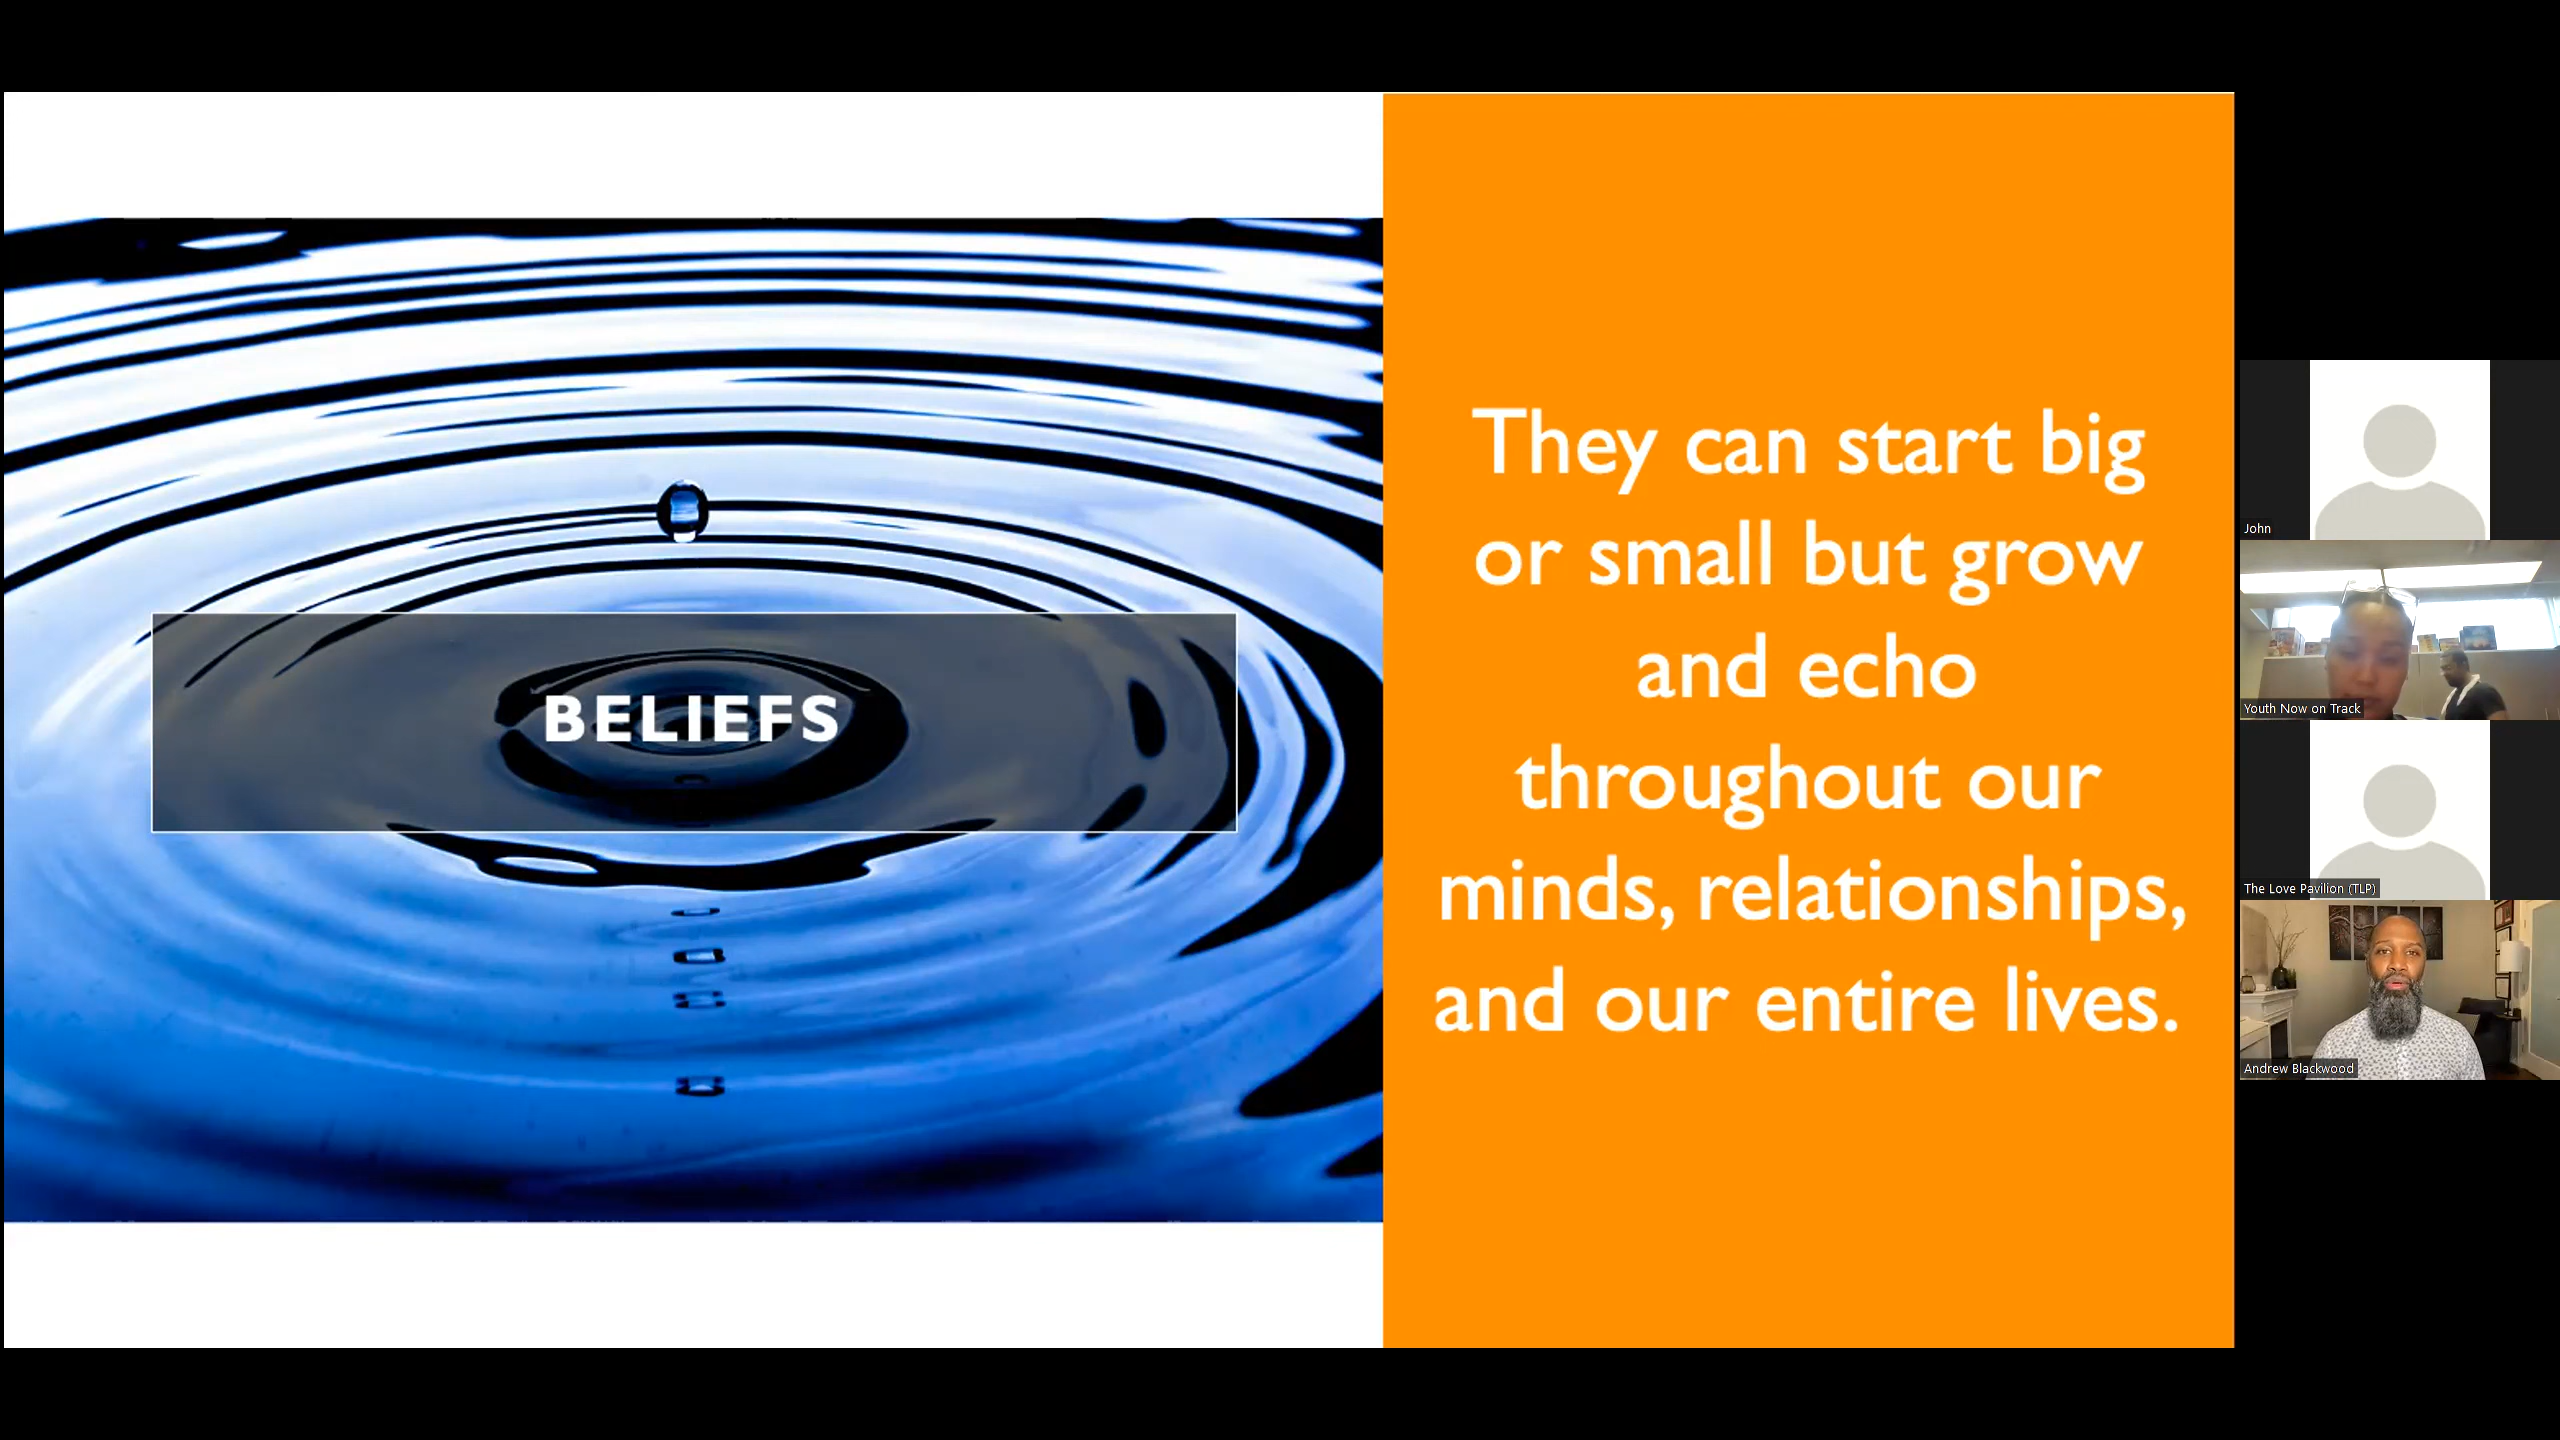 BELIEFS
They can start big
or small but grow
and echo
throughout our
minds, relationships,
and our entire lives.
John
Youth Now on Track
The Love Pavilion (TLP)
Andrew Blackwood